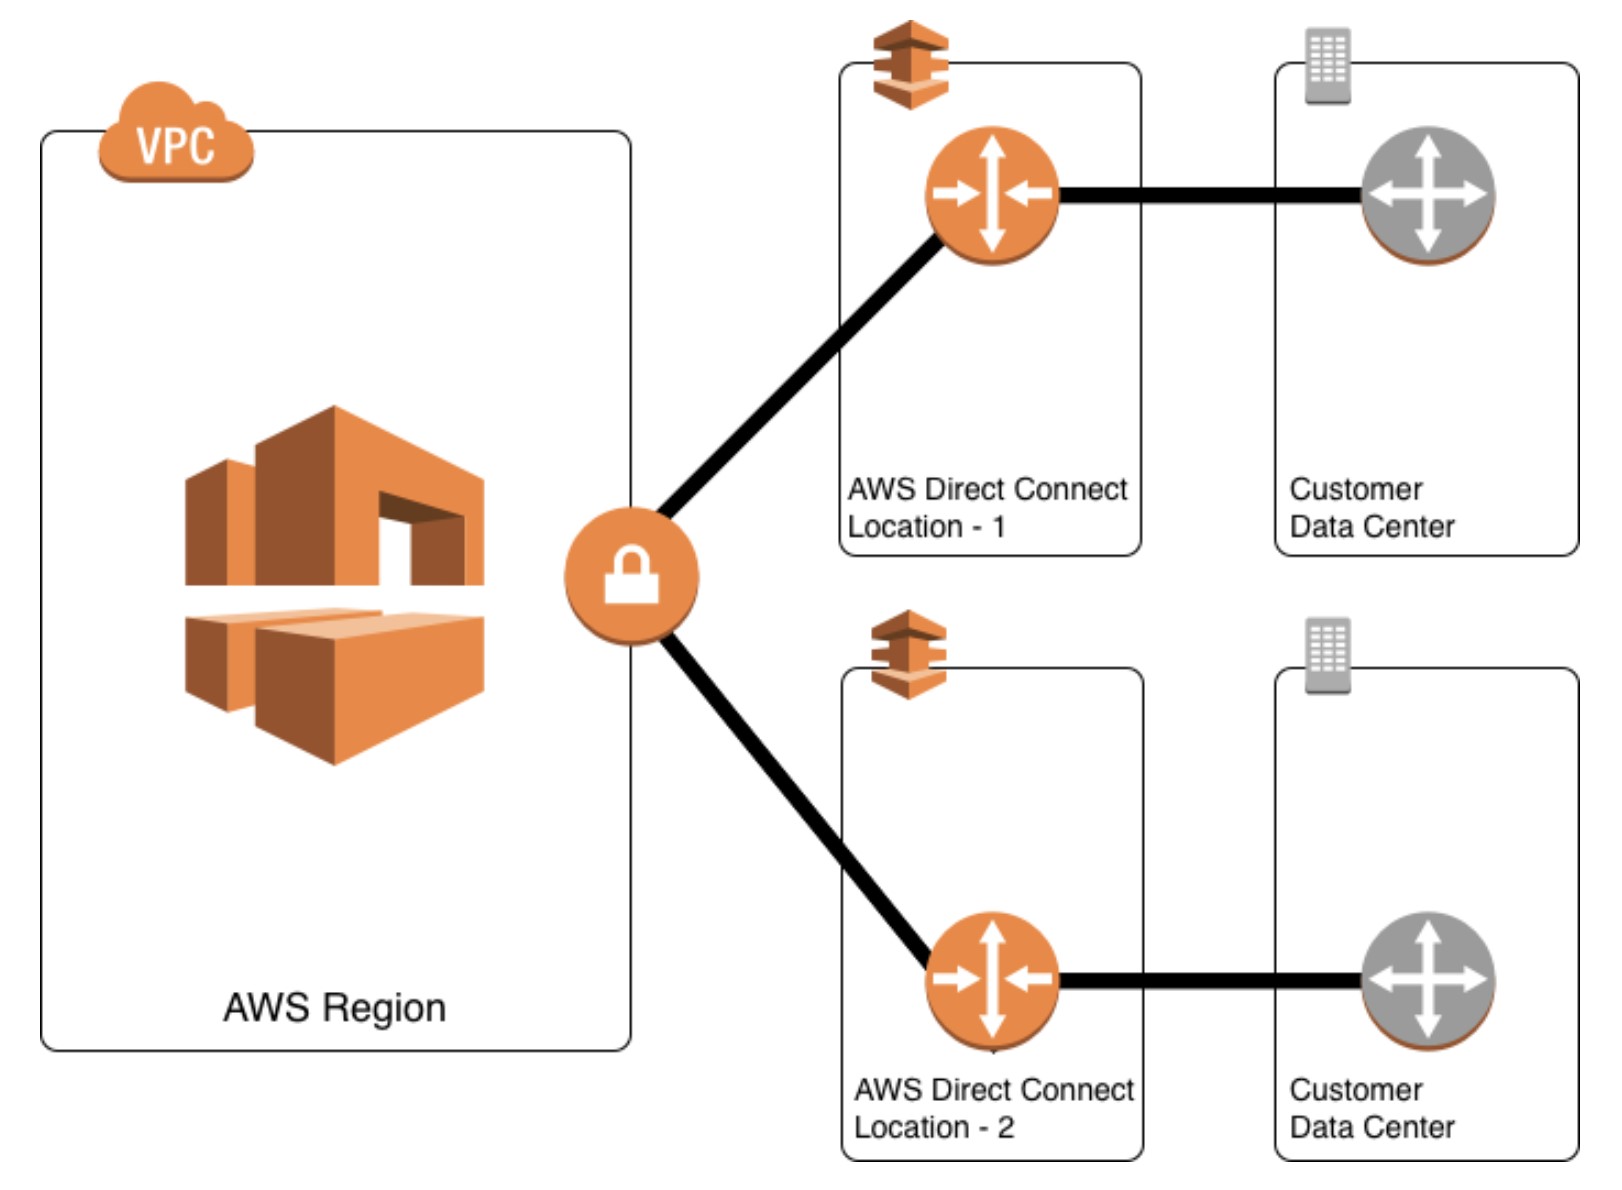 VPC
AWS Region
AWS Direct Connect
Location - 1
Customer
Data Center
AWS Direct Connect
Location - 2
Customer
Data Center